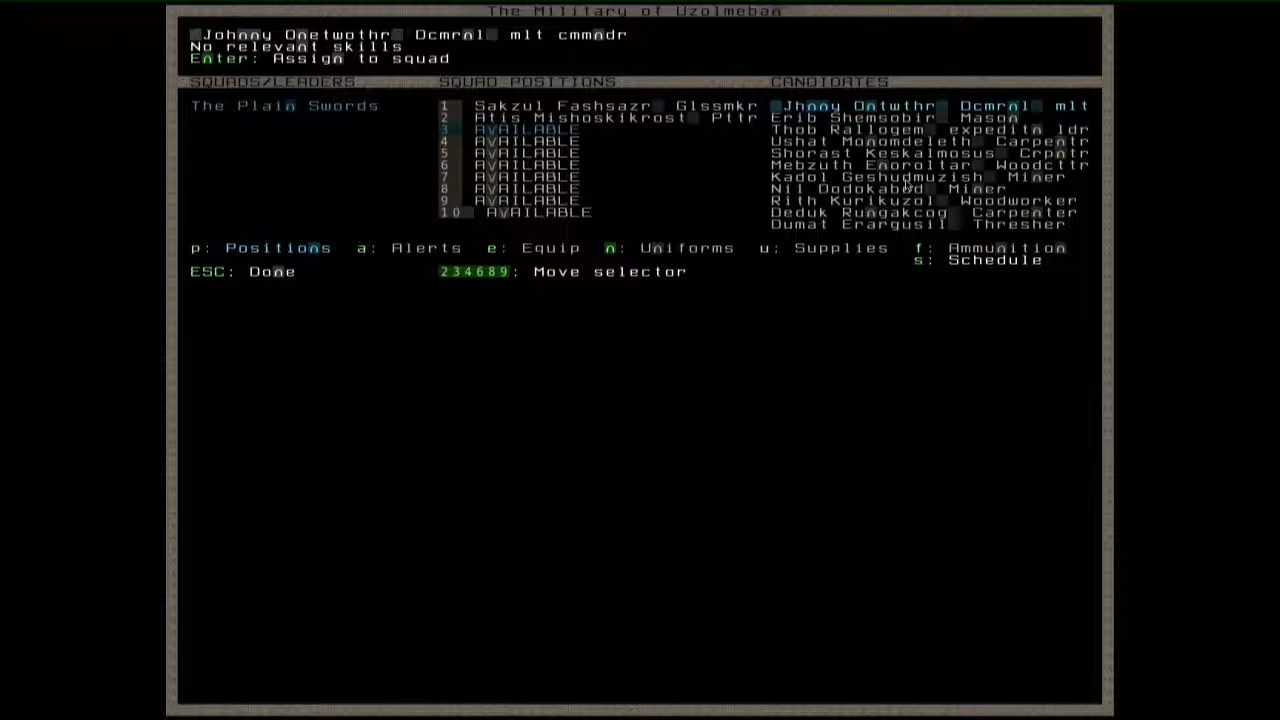 The Military of Uzolmeban
Johnny Onetwothr Dcmrnl mlt cmmndr
No relevant skills
Enter: Assign to squad
SQUADS/LEADERS SQUAD POSITIONS CANDIDATES
The Plain Swords 1 Sakzul Fashsazr Glssmkr Jhnny Ontwthr Dcmrnl mlt
2 Atis Mishoskikrost Pttr Erib Shemsobir Mason
3 AVAILABLE Thob Rallogem expeditn ldr
4 AVAILABLE Ushat Monomdeleth Carpentr
5 AVAILABLE Shorast Keskalmosus Crpntr
6 AVAILABLE Mebzuth Enoroltar Woodcttr
7 AVAILABLE Kadol Geshudmuzish Miner
8 AVAILABLE Nil Dodokabed Miner
9 AVAILABLE Rith Kurikuzol Woodworker
10 AVAILABLE Deduk Rungakcog Carpenter
Dumat Erargusil Thresher
p: Positions a: Alerts e: Equip n: Uniforms u: Supplies f: Ammunition
s: Schedule
ESC: Done 234689: Move selector